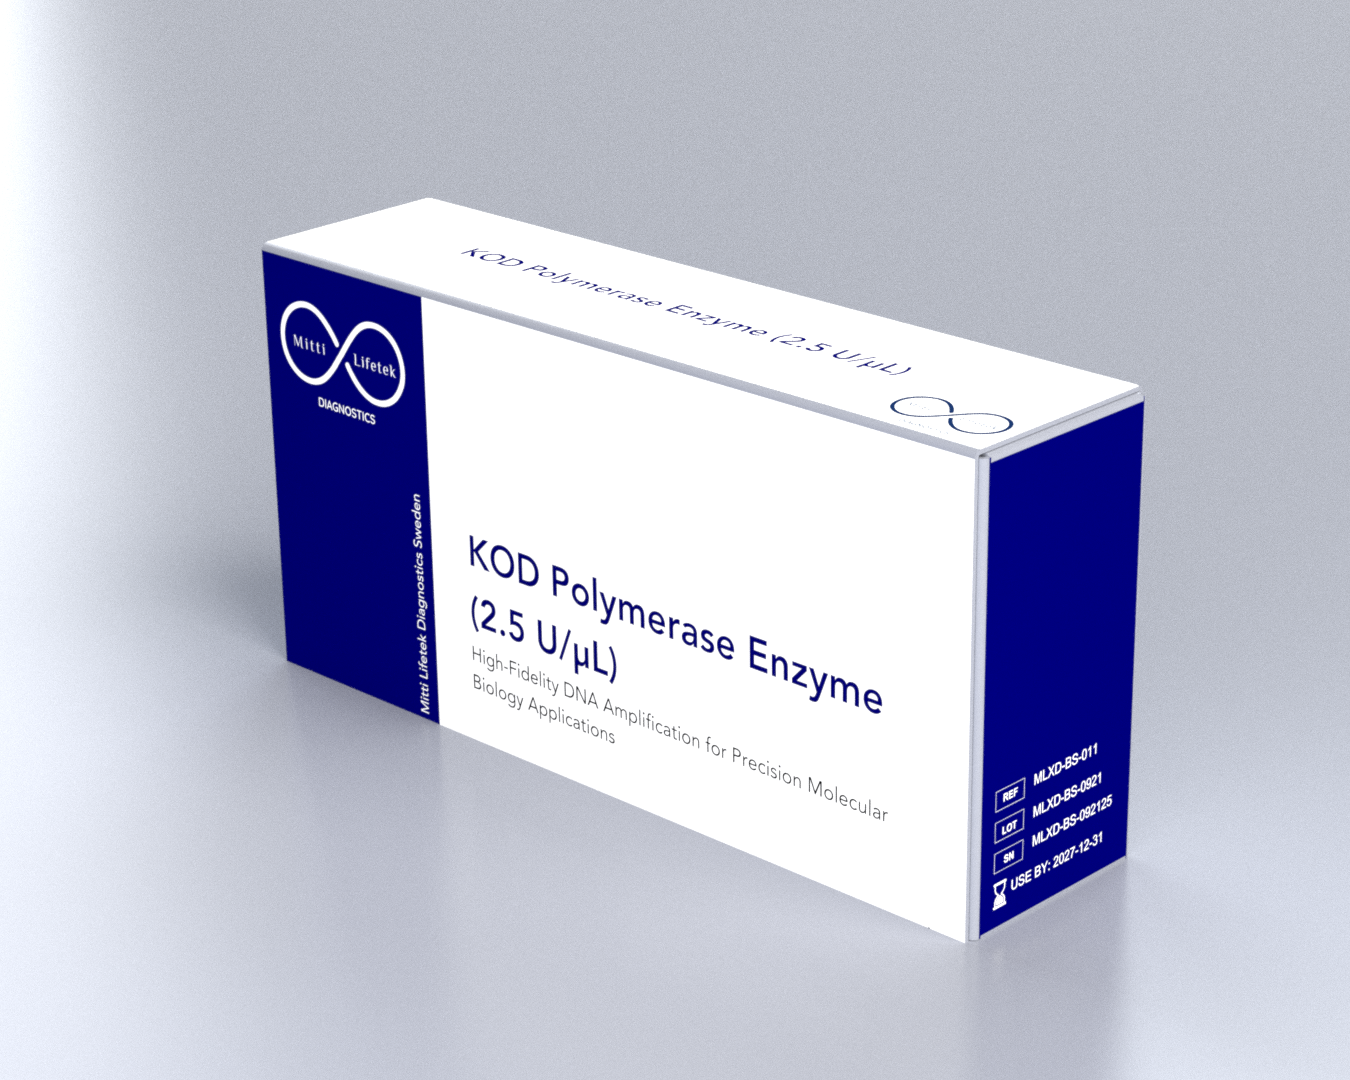 KOD Polymerase Enzyme (2.5 U/µL)
Mitti
Lifetek
DIAGNOSTICS
Mitti Lifetek Diagnostics Sweden
KOD Polymerase Enzyme
(2.5 U/µL)
High-Fidelity DNA Amplification for Precision Molecular
Biology Applications
REF MLXD-BS-011
LOT MLXD-BS-0921
SN MLXD-BS-092125
USE BY: 2027-12-31